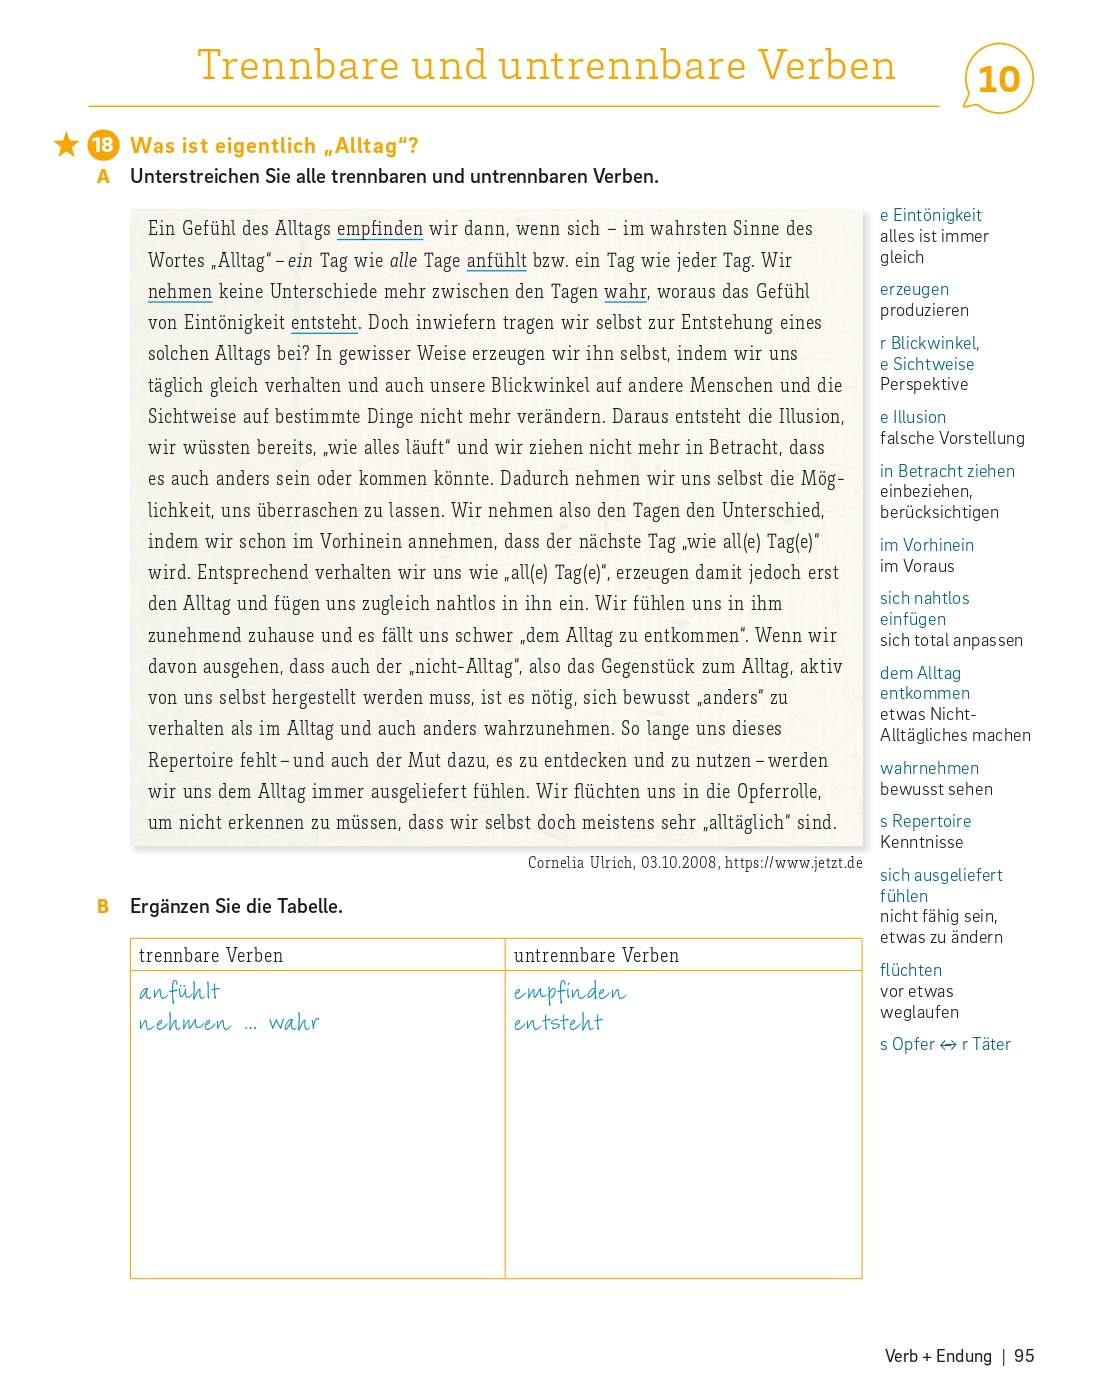 Trennbare und untrennbare Verben
10
18 Was ist eigentlich „Alltag“?
A Unterstreichen Sie alle trennbaren und untrennbaren Verben.
Ein Gefühl des Alltags empfinden wir dann, wenn sich – im wahrsten Sinne des
Wortes „Alltag“ – ein Tag wie alle Tage anfühlt bzw. ein Tag wie jeder Tag. Wir
nehmen keine Unterschiede mehr zwischen den Tagen wahr, woraus das Gefühl
von Eintönigkeit entsteht. Doch inwiefern tragen wir selbst zur Entstehung eines
solchen Alltags bei? In gewisser Weise erzeugen wir ihn selbst, indem wir uns
täglich gleich verhalten und auch unsere Blickwinkel auf andere Menschen und die
Sichtweise auf bestimmte Dinge nicht mehr verändern. Daraus entsteht die Illusion,
wir wüssten bereits, „wie alles läuft“ und wir ziehen nicht mehr in Betracht, dass
es auch anders sein oder kommen könnte. Dadurch nehmen wir uns selbst die Mög-
lichkeit, uns überraschen zu lassen. Wir nehmen also den Tagen den Unterschied,
indem wir schon im Vorhinein annehmen, dass der nächste Tag „wie all(e) Tag(e)“
wird. Entsprechend verhalten wir uns wie „all(e) Tag(e)“, erzeugen damit jedoch erst
den Alltag und fügen uns zugleich nahtlos in ihn ein. Wir fühlen uns in ihm
zunehmend zuhause und es fällt uns schwer „dem Alltag zu entkommen“. Wenn wir
davon ausgehen, dass auch der „nicht-Alltag“, also das Gegenstück zum Alltag, aktiv
von uns selbst hergestellt werden muss, ist es nötig, sich bewusst „anders“ zu
verhalten als im Alltag und auch anders wahrzunehmen. So lange uns dieses
Repertoire fehlt – und auch der Mut dazu, es zu entdecken und zu nutzen – werden
wir uns dem Alltag immer ausgeliefert fühlen. Wir flüchten uns in die Opferrolle,
um nicht erkennen zu müssen, dass wir selbst doch meistens sehr „alltäglich“ sind.
Cornelia Ulrich, 03.10.2008, https://www.jetzt.de
e Eintönigkeit
alles ist immer
gleich
erzeugen
produzieren
r Blickwinkel,
e Sichtweise
Perspektive
e Illusion
falsche Vorstellung
in Betracht ziehen
einbeziehen,
berücksichtigen
im Vorhinein
im Voraus
sich nahtlos
einfügen
sich total anpassen
dem Alltag
entkommen
etwas Nicht-
Alltägliches machen
wahrnehmen
bewusst sehen
s Repertoire
Kenntnisse
sich ausgeliefert
fühlen
nicht fähig sein,
etwas zu ändern
flüchten
vor etwas
weglaufen
s Opfer ↔ r Täter
B Ergänzen Sie die Tabelle.
trennbare Verben untrennbare Verben
anfühlt empfinden
nehmen ... wahr entsteht
Verb + Endung | 95